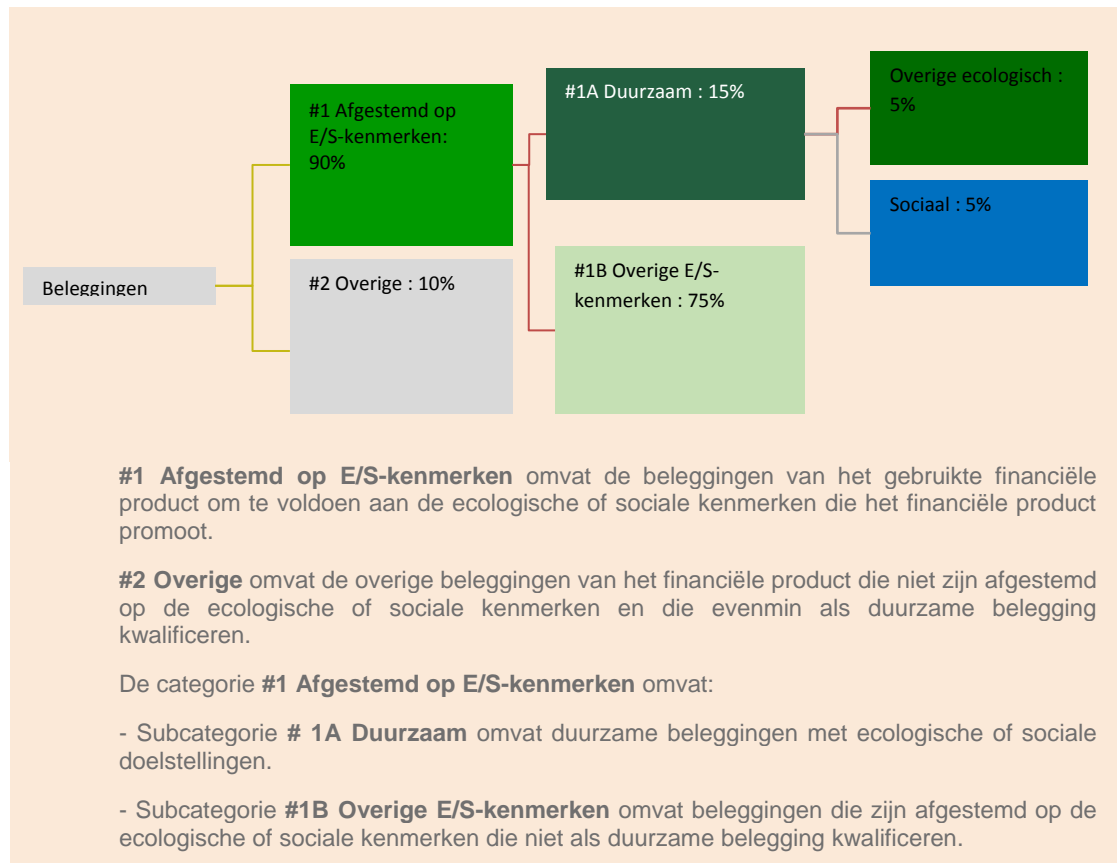 Beleggingen
#1 Afgestemd op
E/S-kenmerken:
90%
#2 Overige : 10%
#1A Duurzaam : 15%
#1B Overige E/S-
kenmerken : 75%
Overige ecologisch :
5%
Sociaal : 5%
#1 Afgestemd op E/S-kenmerken omvat de beleggingen van het gebruikte financiële
product om te voldoen aan de ecologische of sociale kenmerken die het financiële product
promoot.
#2 Overige omvat de overige beleggingen van het financiële product die niet zijn afgestemd
op de ecologische of sociale kenmerken en die evenmin als duurzame belegging
kwalificeren.
De categorie #1 Afgestemd op E/S-kenmerken omvat:
- Subcategorie # 1A Duurzaam omvat duurzame beleggingen met ecologische of sociale
doelstellingen.
- Subcategorie #1B Overige E/S-kenmerken omvat beleggingen die zijn afgestemd op de
ecologische of sociale kenmerken die niet als duurzame belegging kwalificeren.